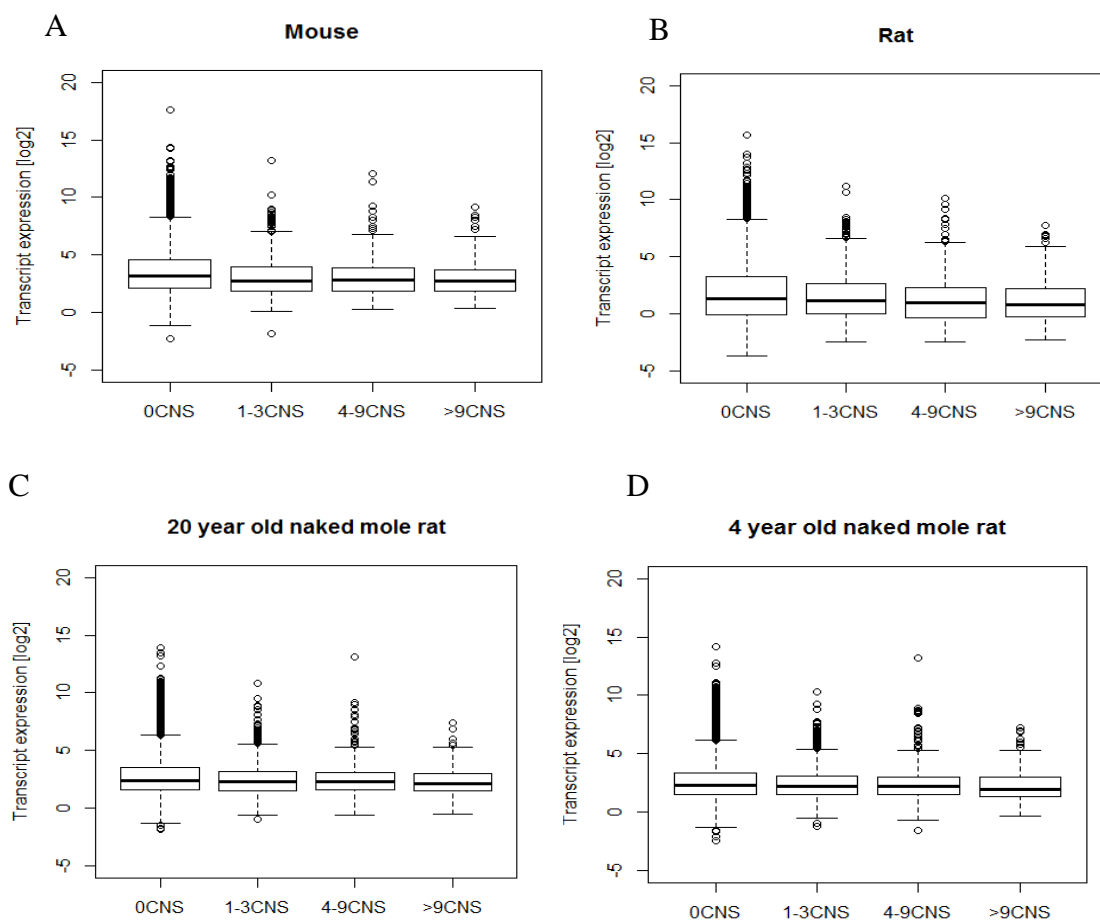 A
Mouse
Transcript expression [log2]
20
15
10
5
0
-5
0CNS 1-3CNS 4-9CNS >9CNS
B
Rat
Transcript expression [log2]
20
15
10
5
0
-5
0CNS 1-3CNS 4-9CNS >9CNS
C
20 year old naked mole rat
Transcript expression [log2]
20
15
10
5
0
-5
0CNS 1-3CNS 4-9CNS >9CNS
D
4 year old naked mole rat
Transcript expression [log2]
20
15
10
5
0
-5
0CNS 1-3CNS 4-9CNS >9CNS